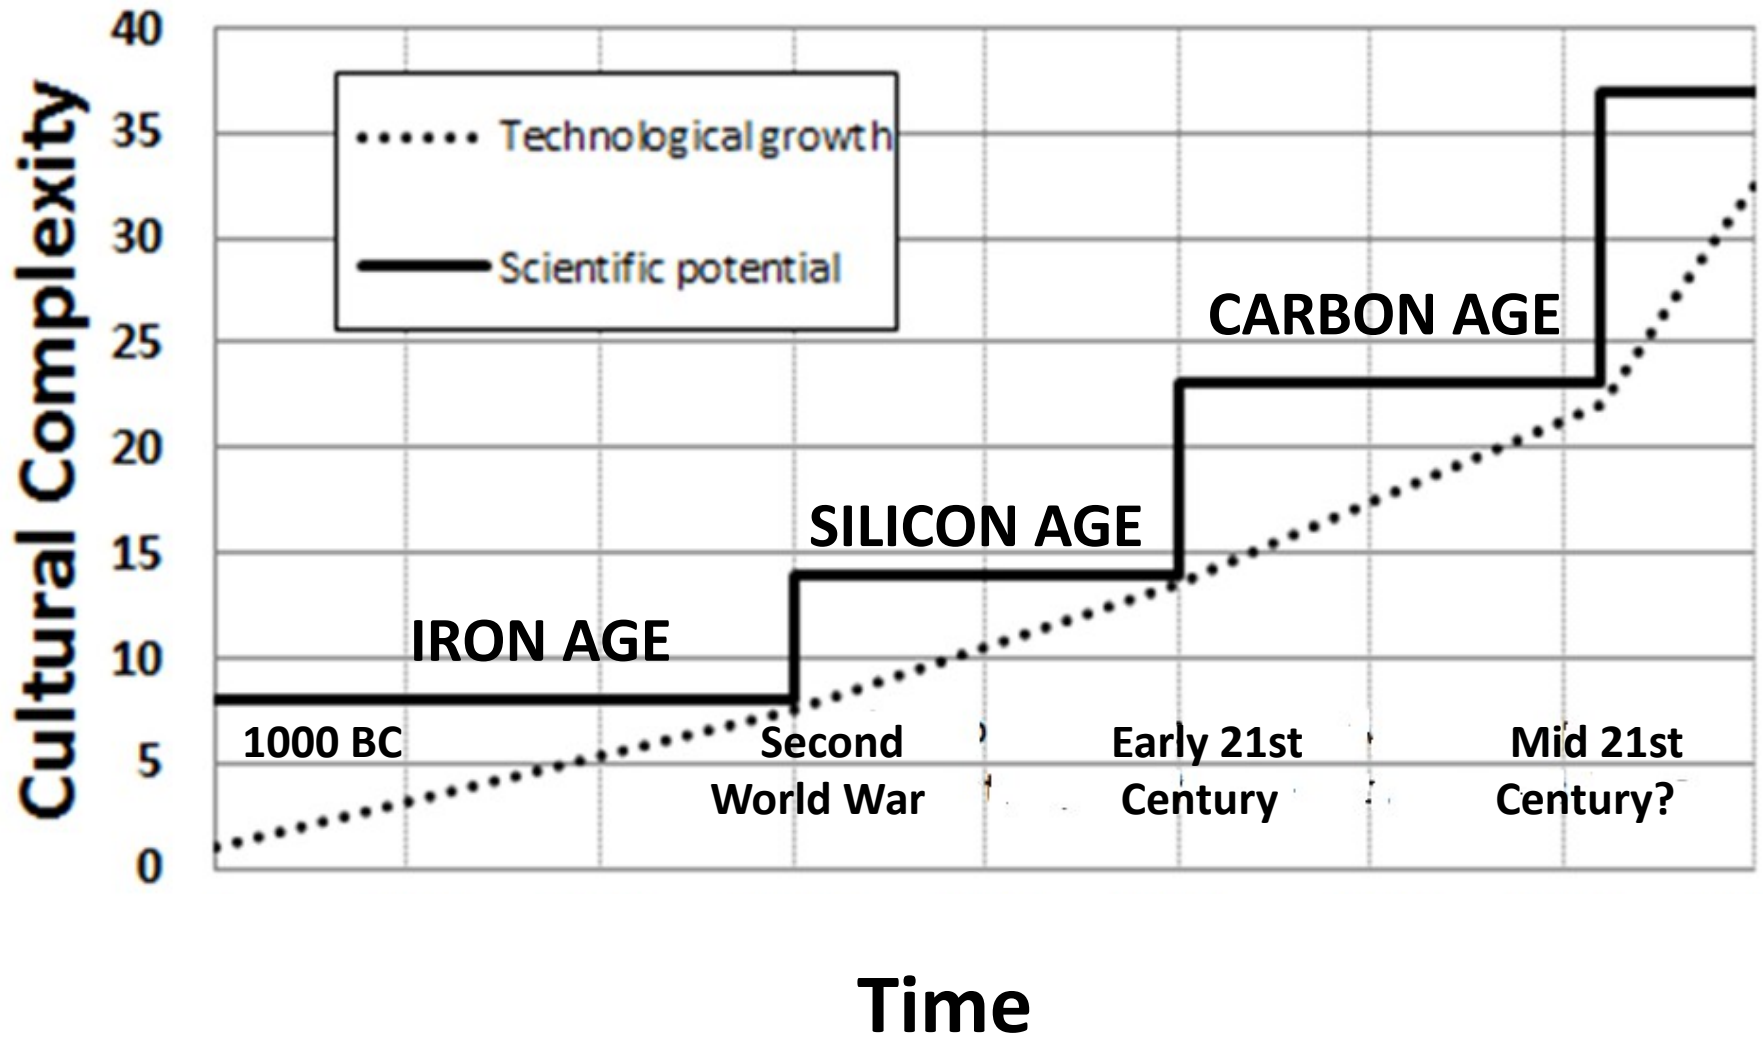 Cultural Complexity
40
35
30
25
20
15
10
5
0
Technological growth
Scientific potential
CARBON AGE
SILICON AGE
IRON AGE
1000 BC
Second
World War
Early 21st
Century
Mid 21st
Century?
Time